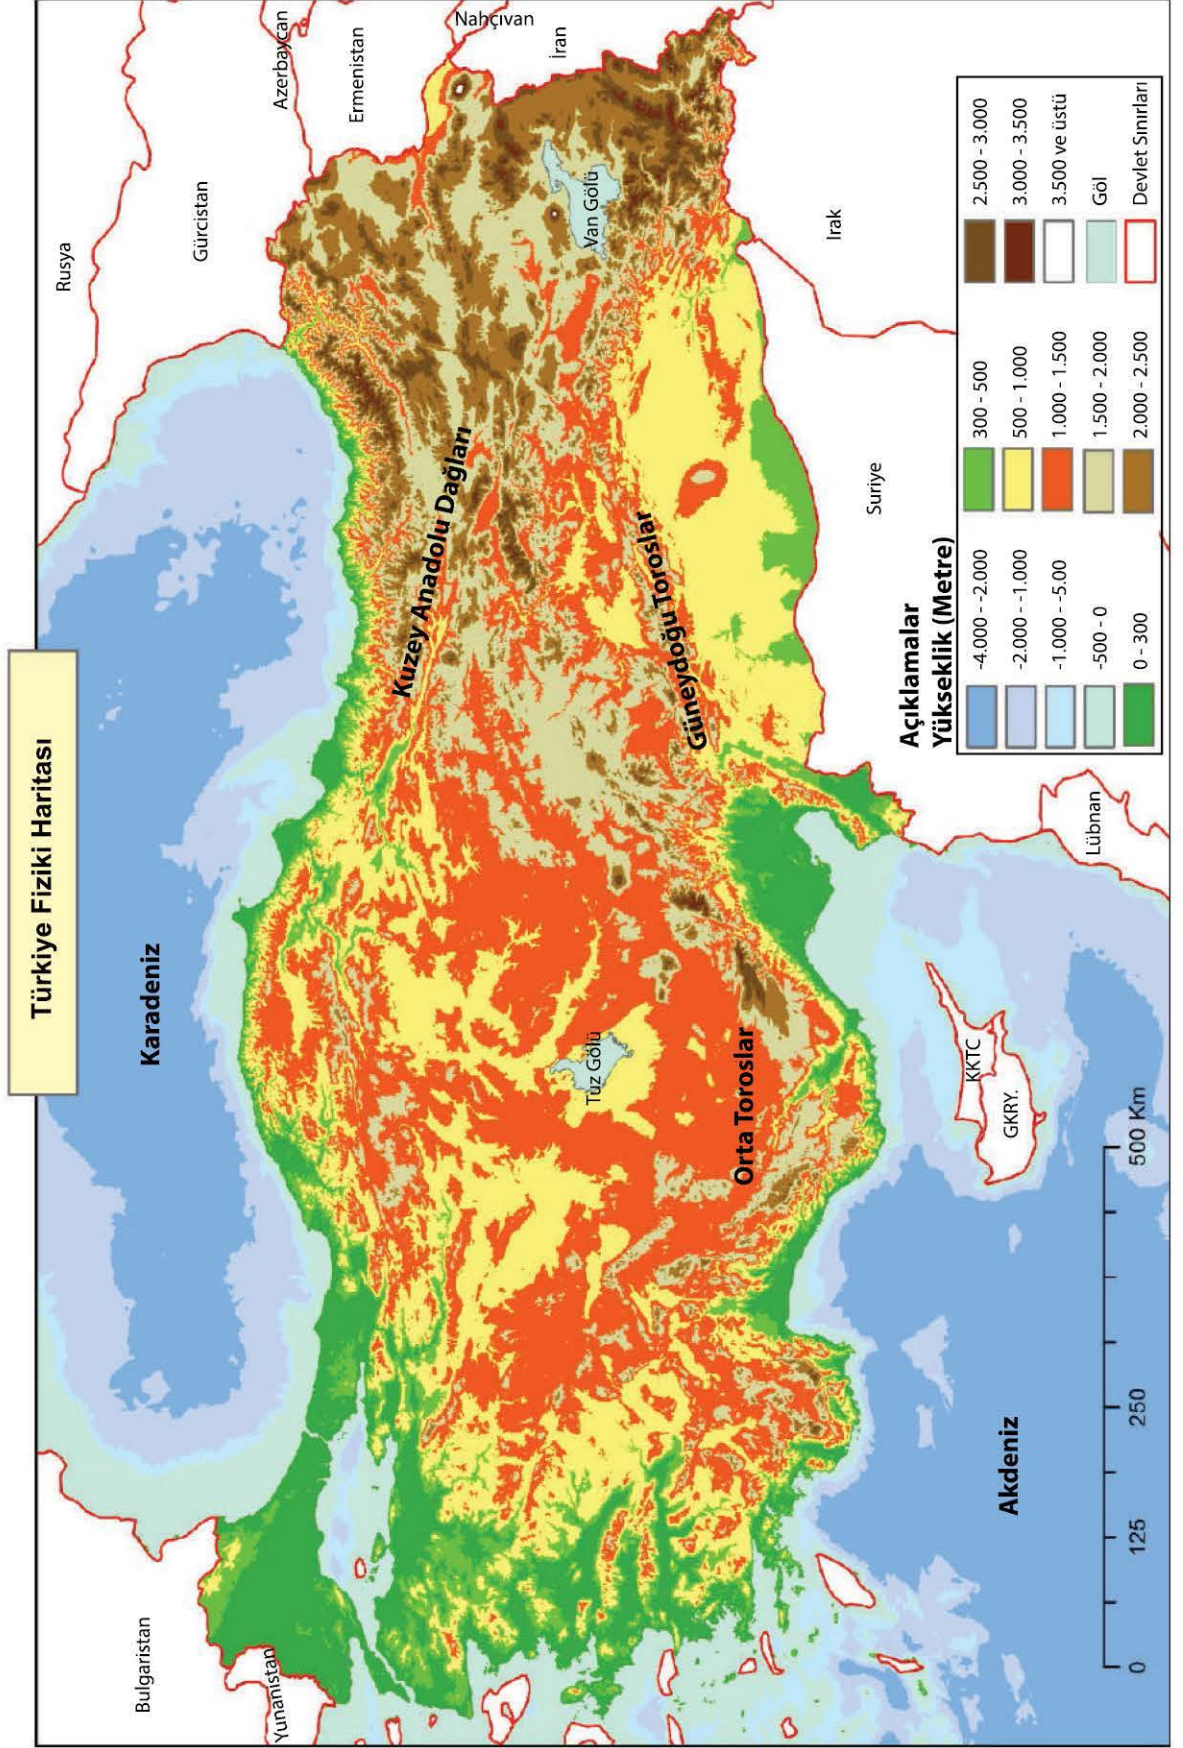 Türkiye Fiziki Haritası
Rusya
Gürcistan
Azerbaycan
Ermenistan
Nahçıvan
İran
Bulgaristan
Yunanistan
Karadeniz
Kuzey Anadolu Dağları
Van Gölü
Tuz Gölü
Güneydoğu Toroslar
Orta Toroslar
Irak
Suriye
Lübnan
KKTC
GKRY.
Akdeniz
0 125 250 500 Km
Açıklamalar
Yükseklik (Metre)
-4.000 - -2.000
-2.000 - -1.000
-1.000 - -5.00
-500 - 0
0 - 300
300 - 500
500 - 1.000
1.000 - 1.500
1.500 - 2.000
2.000 - 2.500
2.500 - 3.000
3.000 - 3.500
3.500 ve üstü
Göl
Devlet Sınırları